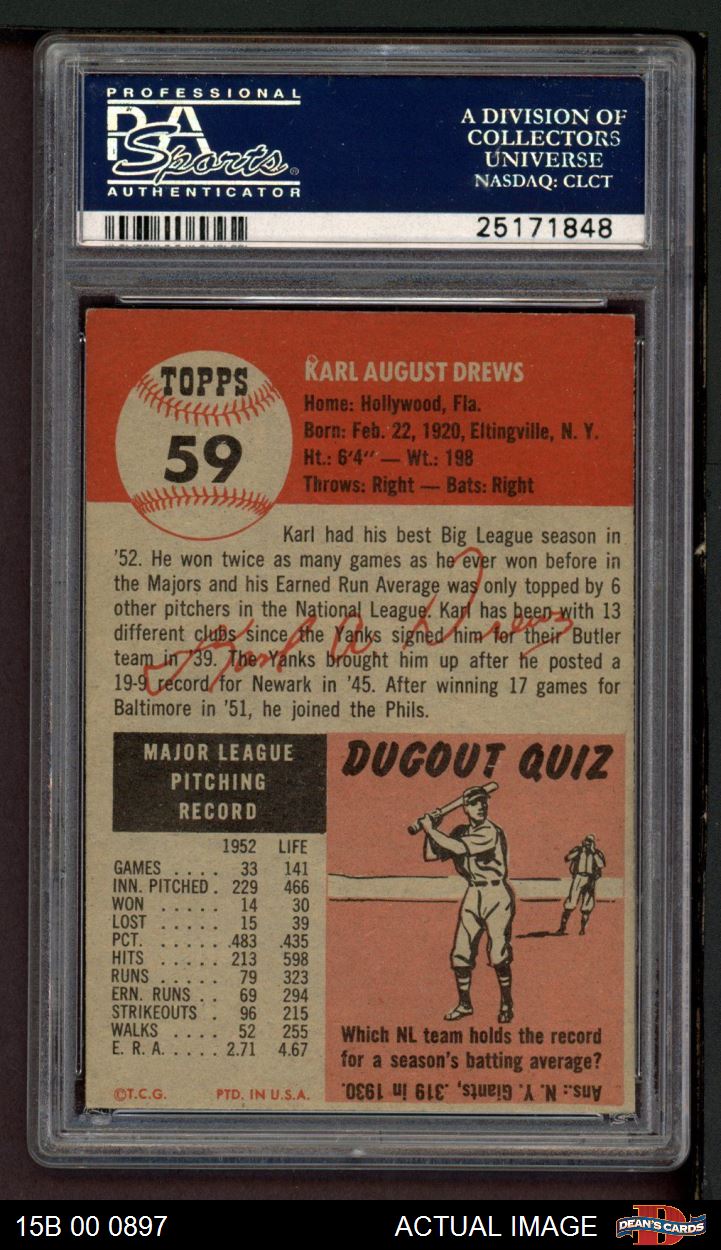 PROFESSIONAL
PSA
Sports®
AUTHENTICATOR
A DIVISION OF
COLLECTORS
UNIVERSE
NASDAQ: CLCT
25171848
TOPPS
59
KARL AUGUST DREWS
Home: Hollywood, Fla.
Born: Feb. 22, 1920, Eltingville, N. Y.
Ht.: 6'4" — Wt.: 198
Throws: Right — Bats: Right
Karl had his best Big League season in
'52. He won twice as many games as he ever won before in
the Majors and his Earned Run Average was only topped by 6
other pitchers in the National League. Karl has been with 13
different clubs since the Yanks signed him for their Butler
team in '39. The Yanks brought him up after he posted a
19-9 record for Newark in '45. After winning 17 games for
Baltimore in '51, he joined the Phils.
Karl A Drews
MAJOR LEAGUE
PITCHING
RECORD
1952 LIFE
GAMES . . . . 33 141
INN. PITCHED . 229 466
WON . . . . . 14 30
LOST . . . . . 15 39
PCT. . . . . . .483 .435
HITS . . . . . 213 598
RUNS . . . . . 79 323
ERN. RUNS . . 69 294
STRIKEOUTS . 96 215
WALKS . . . . 52 255
E. R. A. . . . . . 2.71 4.67
©T.C.G. PTD. IN U.S.A.
DUGOUT QUIZ
Which NL team holds the record
for a season's batting average?
Ans.: N. Y. Giants, .319 in 1930.
15B 00 0897
ACTUAL IMAGE
D
DEAN'S CARDS